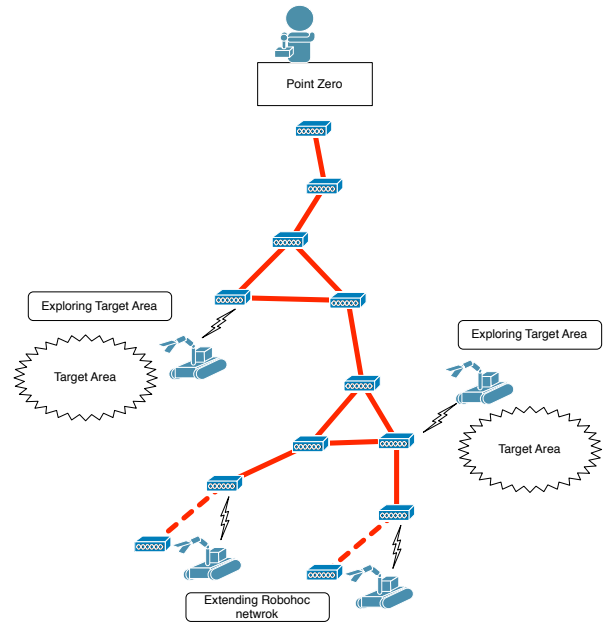 Point Zero
Exploring Target Area
Exploring Target Area
Target Area
Target Area
Extending Robohoc
netwrok